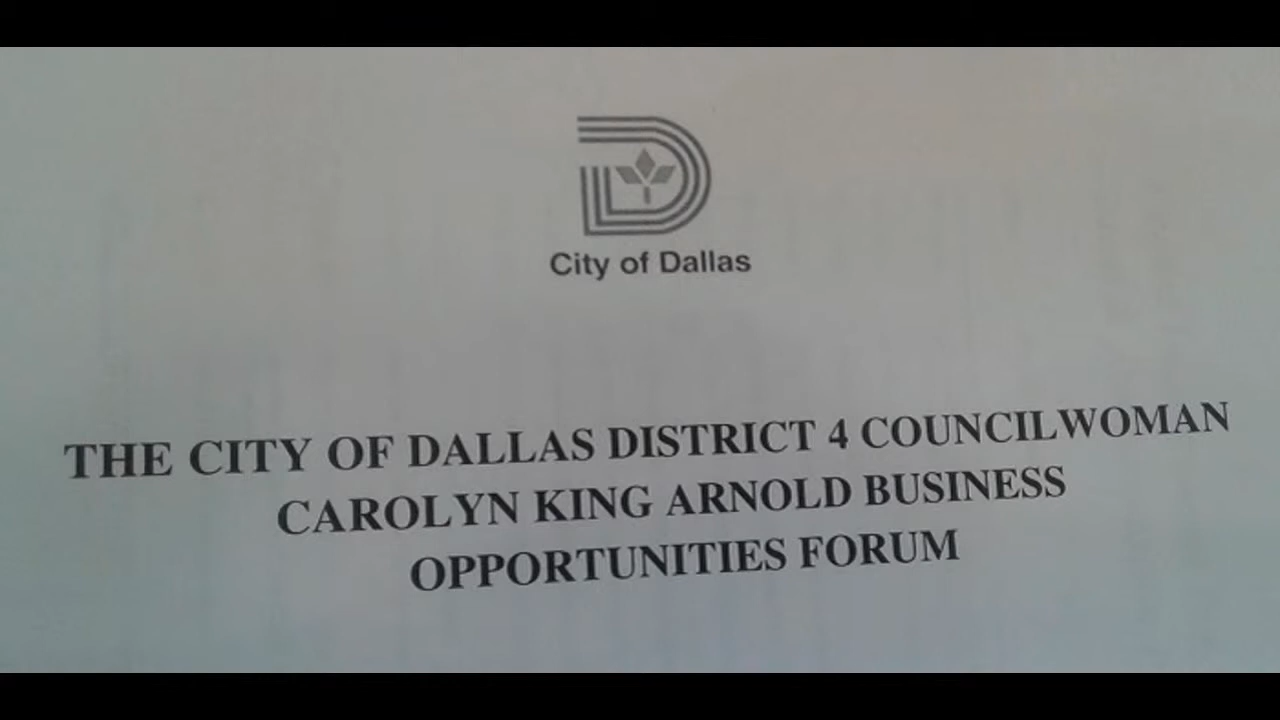 City of Dallas
THE CITY OF DALLAS DISTRICT 4 COUNCILWOMAN
CAROLYN KING ARNOLD BUSINESS
OPPORTUNITIES FORUM